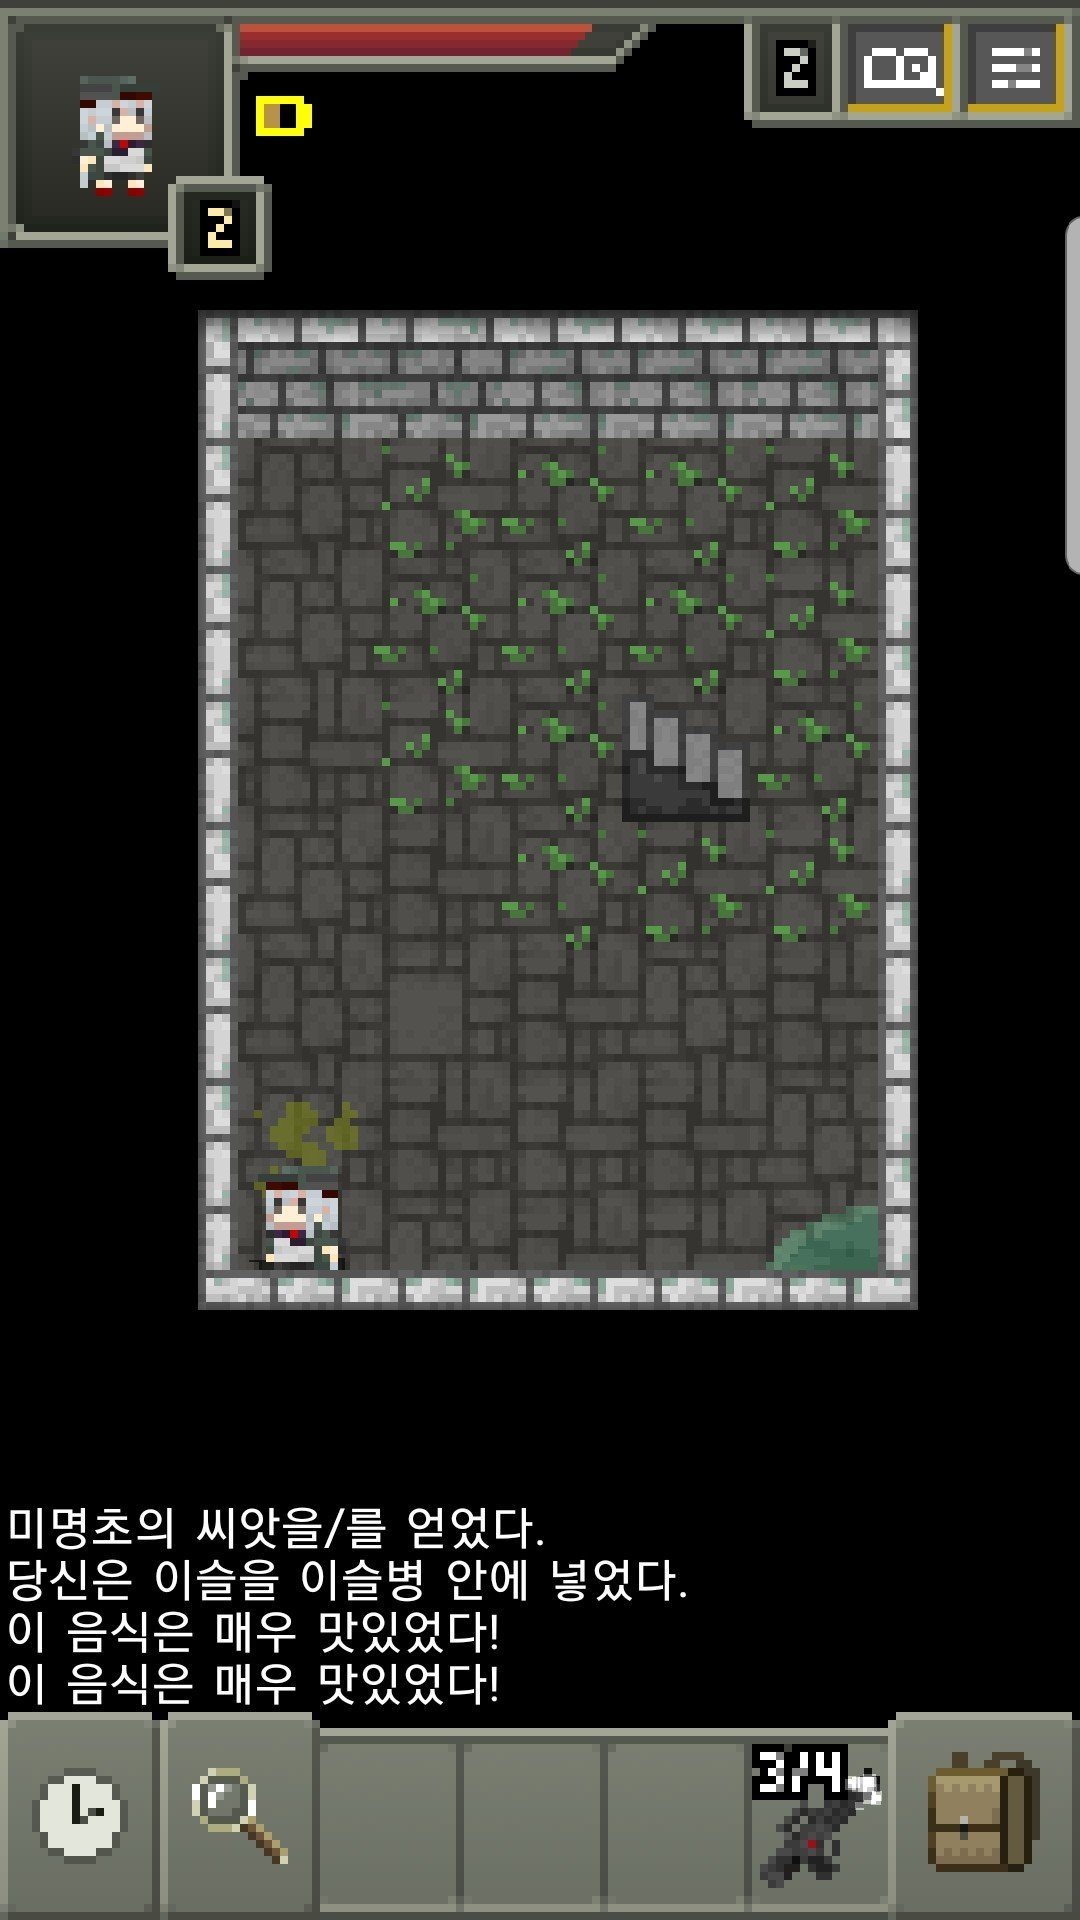 2
2
미명초의 씨앗을/를 얻었다.
당신은 이슬을 이슬병 안에 넣었다.
이 음식은 매우 맛있었다!
이 음식은 매우 맛있었다!
3/4